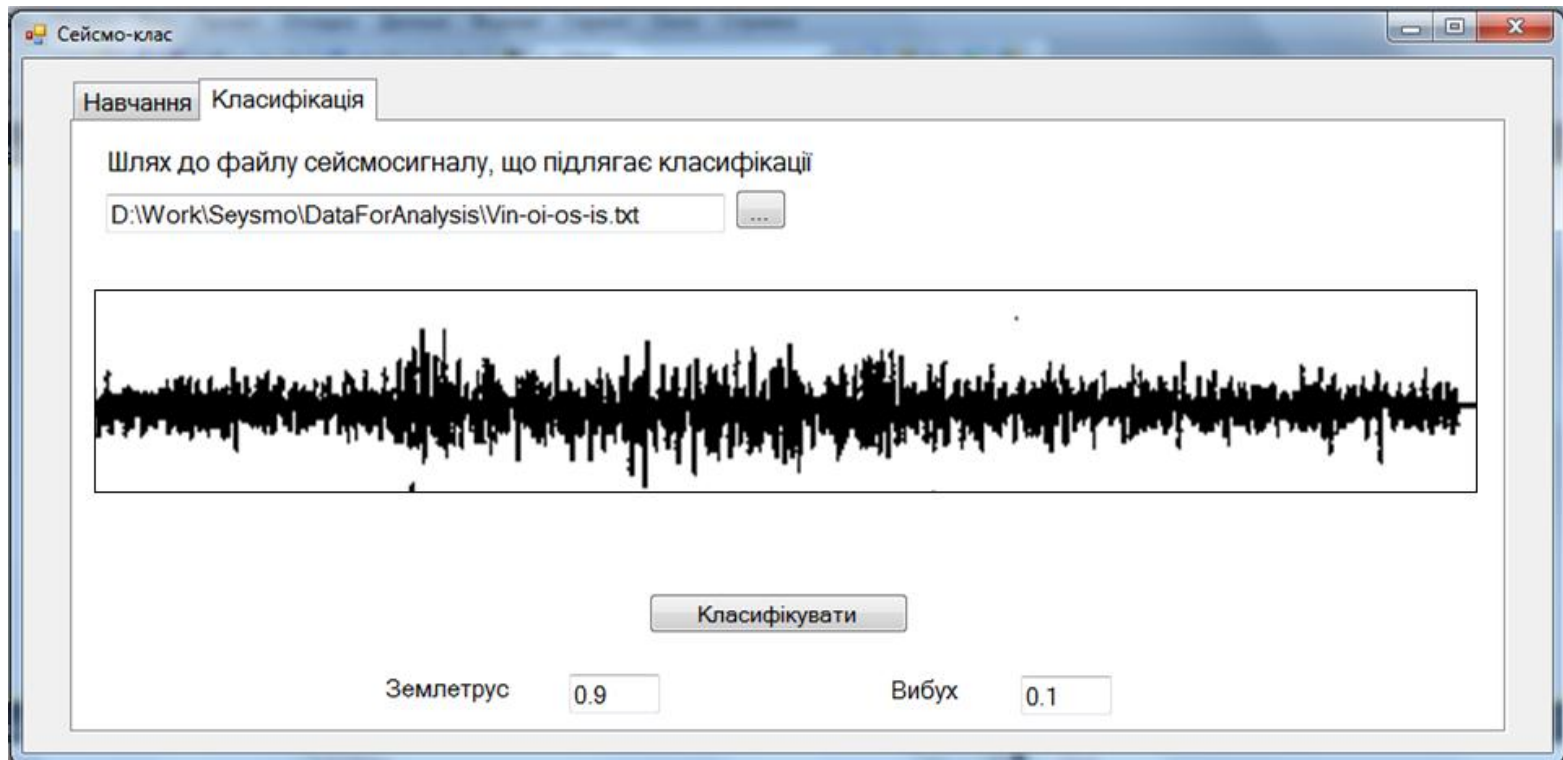 Сейсмо-клас
Навчання Класифікація
Шлях до файлу сейсмосигналу, що підлягає класифікації
D:\Work\Seysmo\DataForAnalysis\Vin-oi-os-is.txt ...
Класифікувати
Землетрус 0.9 Вибух 0.1